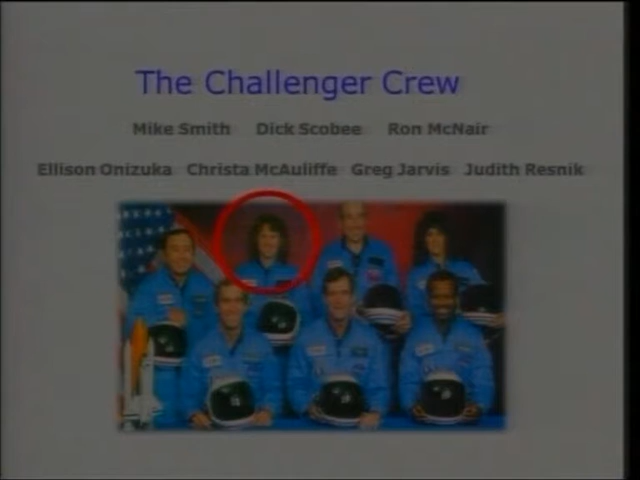 The Challenger Crew
Mike Smith Dick Scobee Ron McNair
Ellison Onizuka Christa McAuliffe Greg Jarvis Judith Resnik